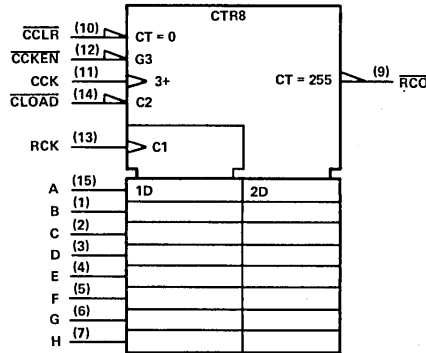 CTR8
CCLR (10) CT = 0
CCKEN (12) G3
CCK (11) 3+ CT = 255 (9) RCO
CLOAD (14) C2
RCK (13) C1
A (15) 1D 2D
B (1)
C (2)
D (3)
E (4)
F (5)
G (6)
H (7)